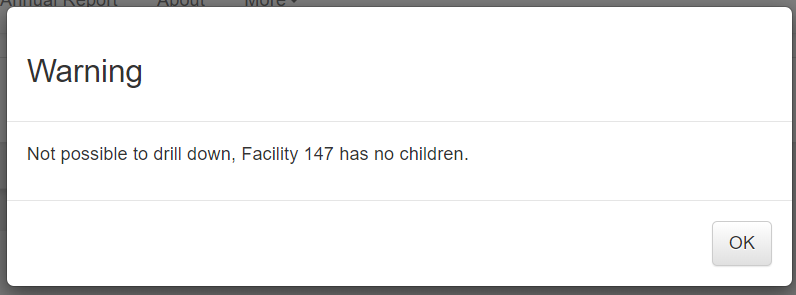 Annual Report About More
Warning
Not possible to drill down, Facility 147 has no children.
OK